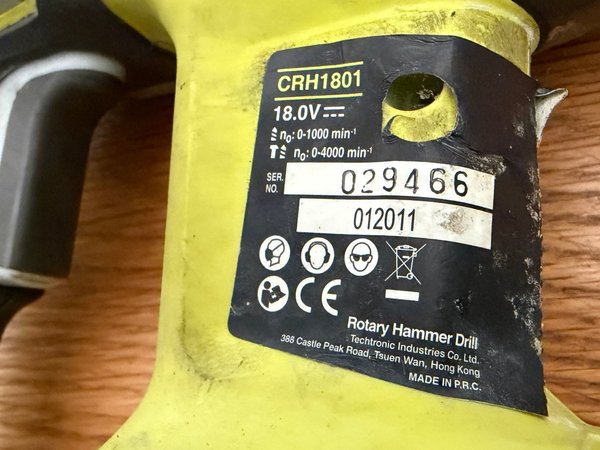 CRH1801
18.0V⎓
n₀: 0-1000 min⁻¹
n₀: 0-4000 min⁻¹
SER. NO. 029466
012011
CE
Rotary Hammer Drill
Techtronic Industries Co. Ltd.
388 Castle Peak Road, Tsuen Wan, Hong Kong
MADE IN P.R.C.